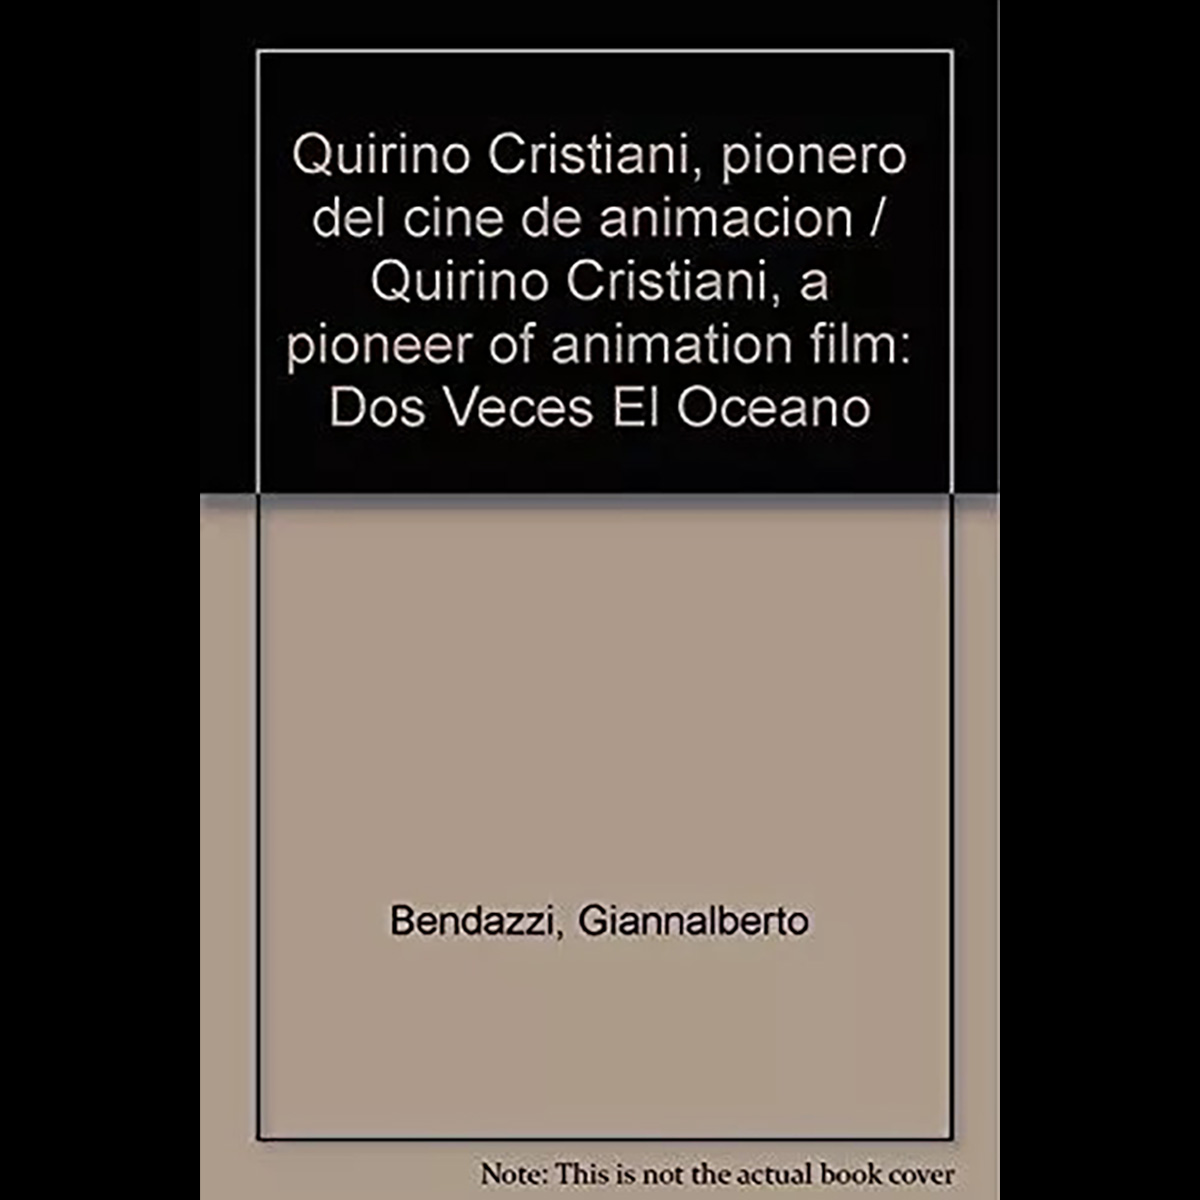 Quirino Cristiani, pionero
del cine de animacion /
Quirino Cristiani, a
pioneer of animation film:
Dos Veces El Oceano
Bendazzi, Giannalberto
Note: This is not the actual book cover